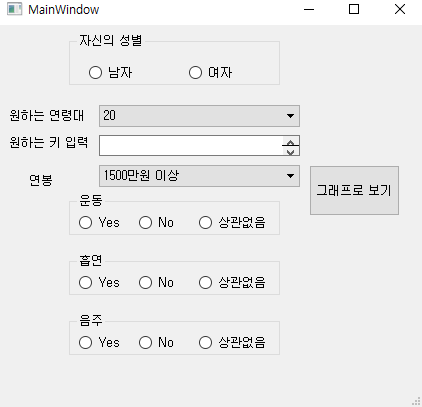 MainWindow
자신의 성별
남자 여자
원하는 연령대 20
원하는 키 입력
연봉 1500만원 이상
그래프로 보기
운동
Yes No 상관없음
흡연
Yes No 상관없음
음주
Yes No 상관없음